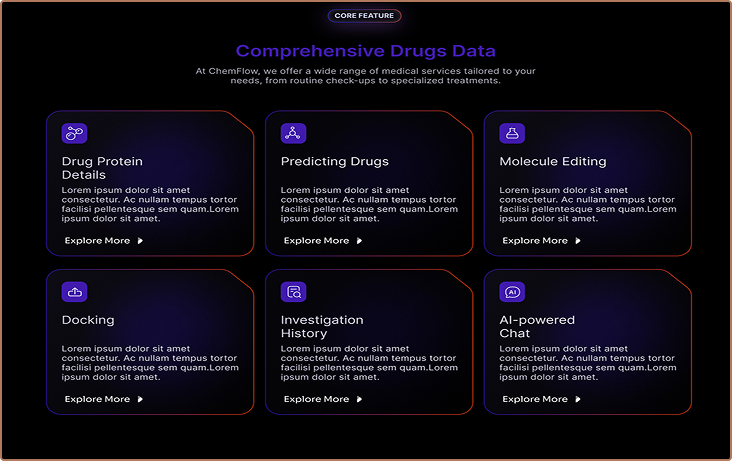 CORE FEATURE
Comprehensive Drugs Data
At ChemFlow, we offer a wide range of medical services tailored to your
needs, from routine check-ups to specialized treatments.
Drug Protein
Details
Lorem ipsum dolor sit amet
consectetur. Ac nullam tempus tortor
facilisi pellentesque sem quam.Lorem
ipsum dolor sit amet.
Explore More
Predicting Drugs
Lorem ipsum dolor sit amet
consectetur. Ac nullam tempus tortor
facilisi pellentesque sem quam.Lorem
ipsum dolor sit amet.
Explore More
Molecule Editing
Lorem ipsum dolor sit amet
consectetur. Ac nullam tempus tortor
facilisi pellentesque sem quam.Lorem
ipsum dolor sit amet.
Explore More
Docking
Lorem ipsum dolor sit amet
consectetur. Ac nullam tempus tortor
facilisi pellentesque sem quam.Lorem
ipsum dolor sit amet.
Explore More
Investigation
History
Lorem ipsum dolor sit amet
consectetur. Ac nullam tempus tortor
facilisi pellentesque sem quam.Lorem
ipsum dolor sit amet.
Explore More
AI
AI-powered
Chat
Lorem ipsum dolor sit amet
consectetur. Ac nullam tempus tortor
facilisi pellentesque sem quam.Lorem
ipsum dolor sit amet.
Explore More